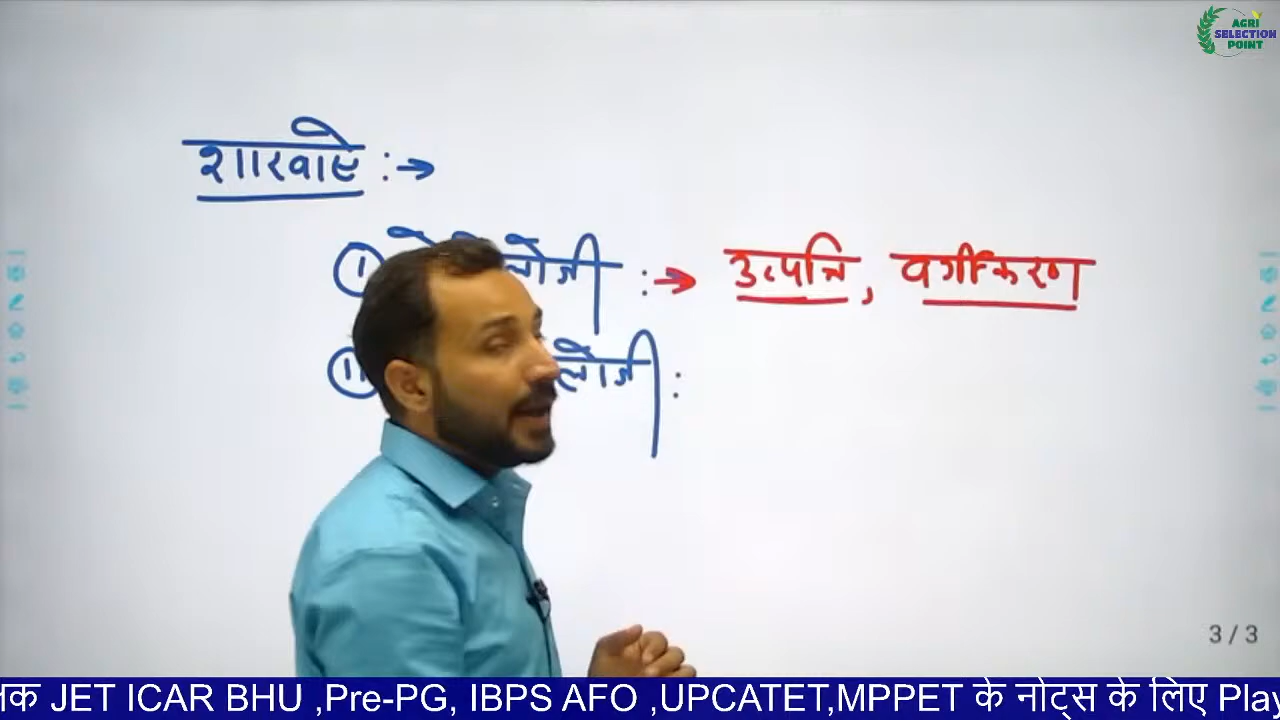 AGRI
SELECTION
POINT
शाखाऐ :→
① :→ उत्पत्ति, वर्गीकरण
② :
3 / 3
JET ICAR BHU ,Pre-PG, IBPS AFO ,UPCATET,MPPET के नोट्स के लिए Play